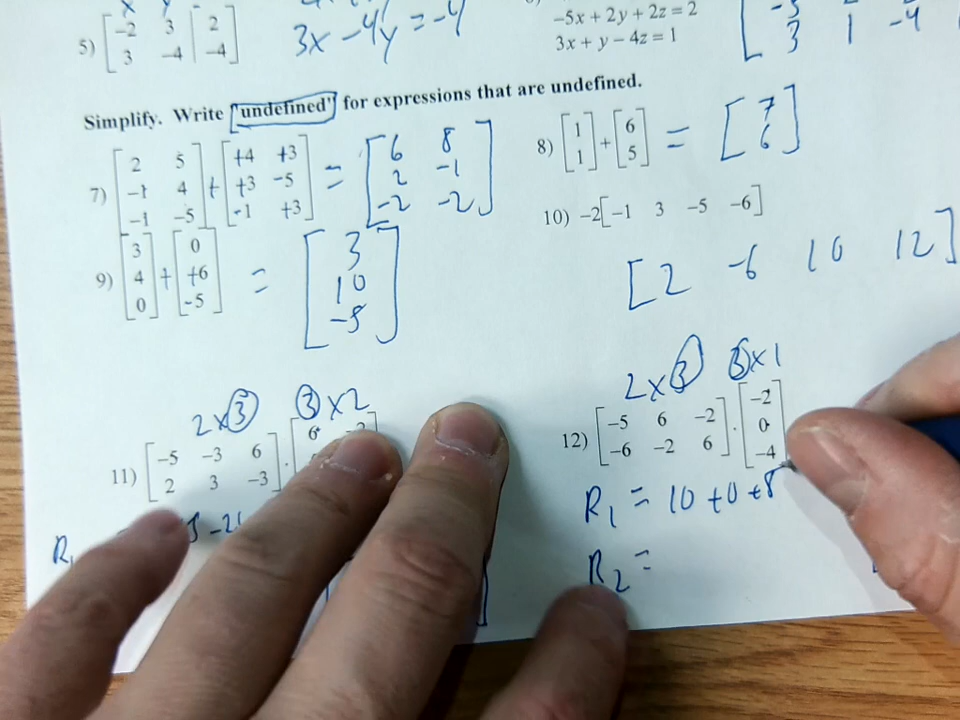 x y
5) [-2 3 | 2
3 -4 | -4]
3x -4y = -4
-5x + 2y + 2z = 2
3x + y – 4z = 1
3 1 -4
Simplify. Write "undefined" for expressions that are undefined.
7) [2 5
-1 4
-1 -5] + [+4 +3
+3 -5
-1 +3] = [6 8
2 -1
-2 -2]
8) [1
1] + [6
5] = [7
6]
9) [3
4
0] + [0
+6
-5] = [3
10
-5]
10) -2[-1 3 -5 -6]
[2 -6 10 12]
2x3 3x2
11) [-5 -3 6
2 3 -3] · [6
2x3 3x1
12) [-5 6 -2
-6 -2 6] · [-2
0
-4]
R1 = 10 +0 +8
R2 =